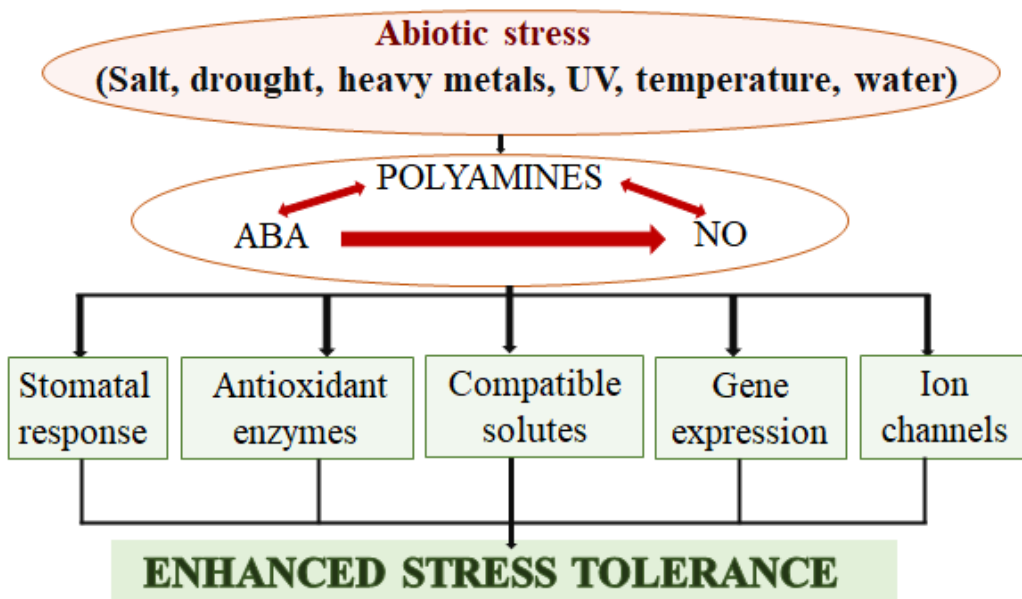 Abiotic stress
(Salt, drought, heavy metals, UV, temperature, water)
POLYAMINES
ABA
NO
Stomatal
response
Antioxidant
enzymes
Compatible
solutes
Gene
expression
Ion
channels
ENHANCED STRESS TOLERANCE